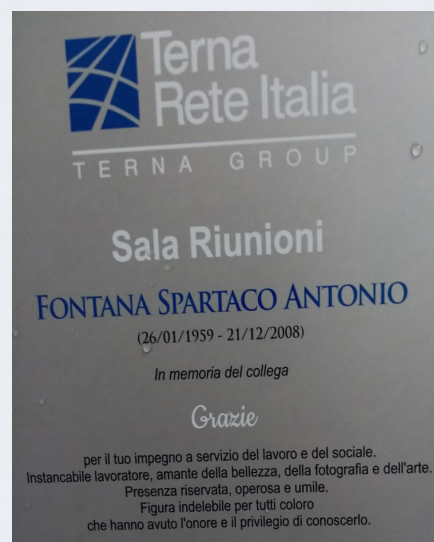 Terna
Rete Italia
TERNA GROUP
Sala Riunioni
FONTANA SPARTACO ANTONIO
(26/01/1959 - 21/12/2008)
In memoria del collega
Grazie
per il tuo impegno a servizio del lavoro e del sociale.
Instancabile lavoratore, amante della bellezza, della fotografia e dell'arte.
Presenza riservata, operosa e umile.
Figura indelebile per tutti coloro
che hanno avuto l'onore e il privilegio di conoscerlo.